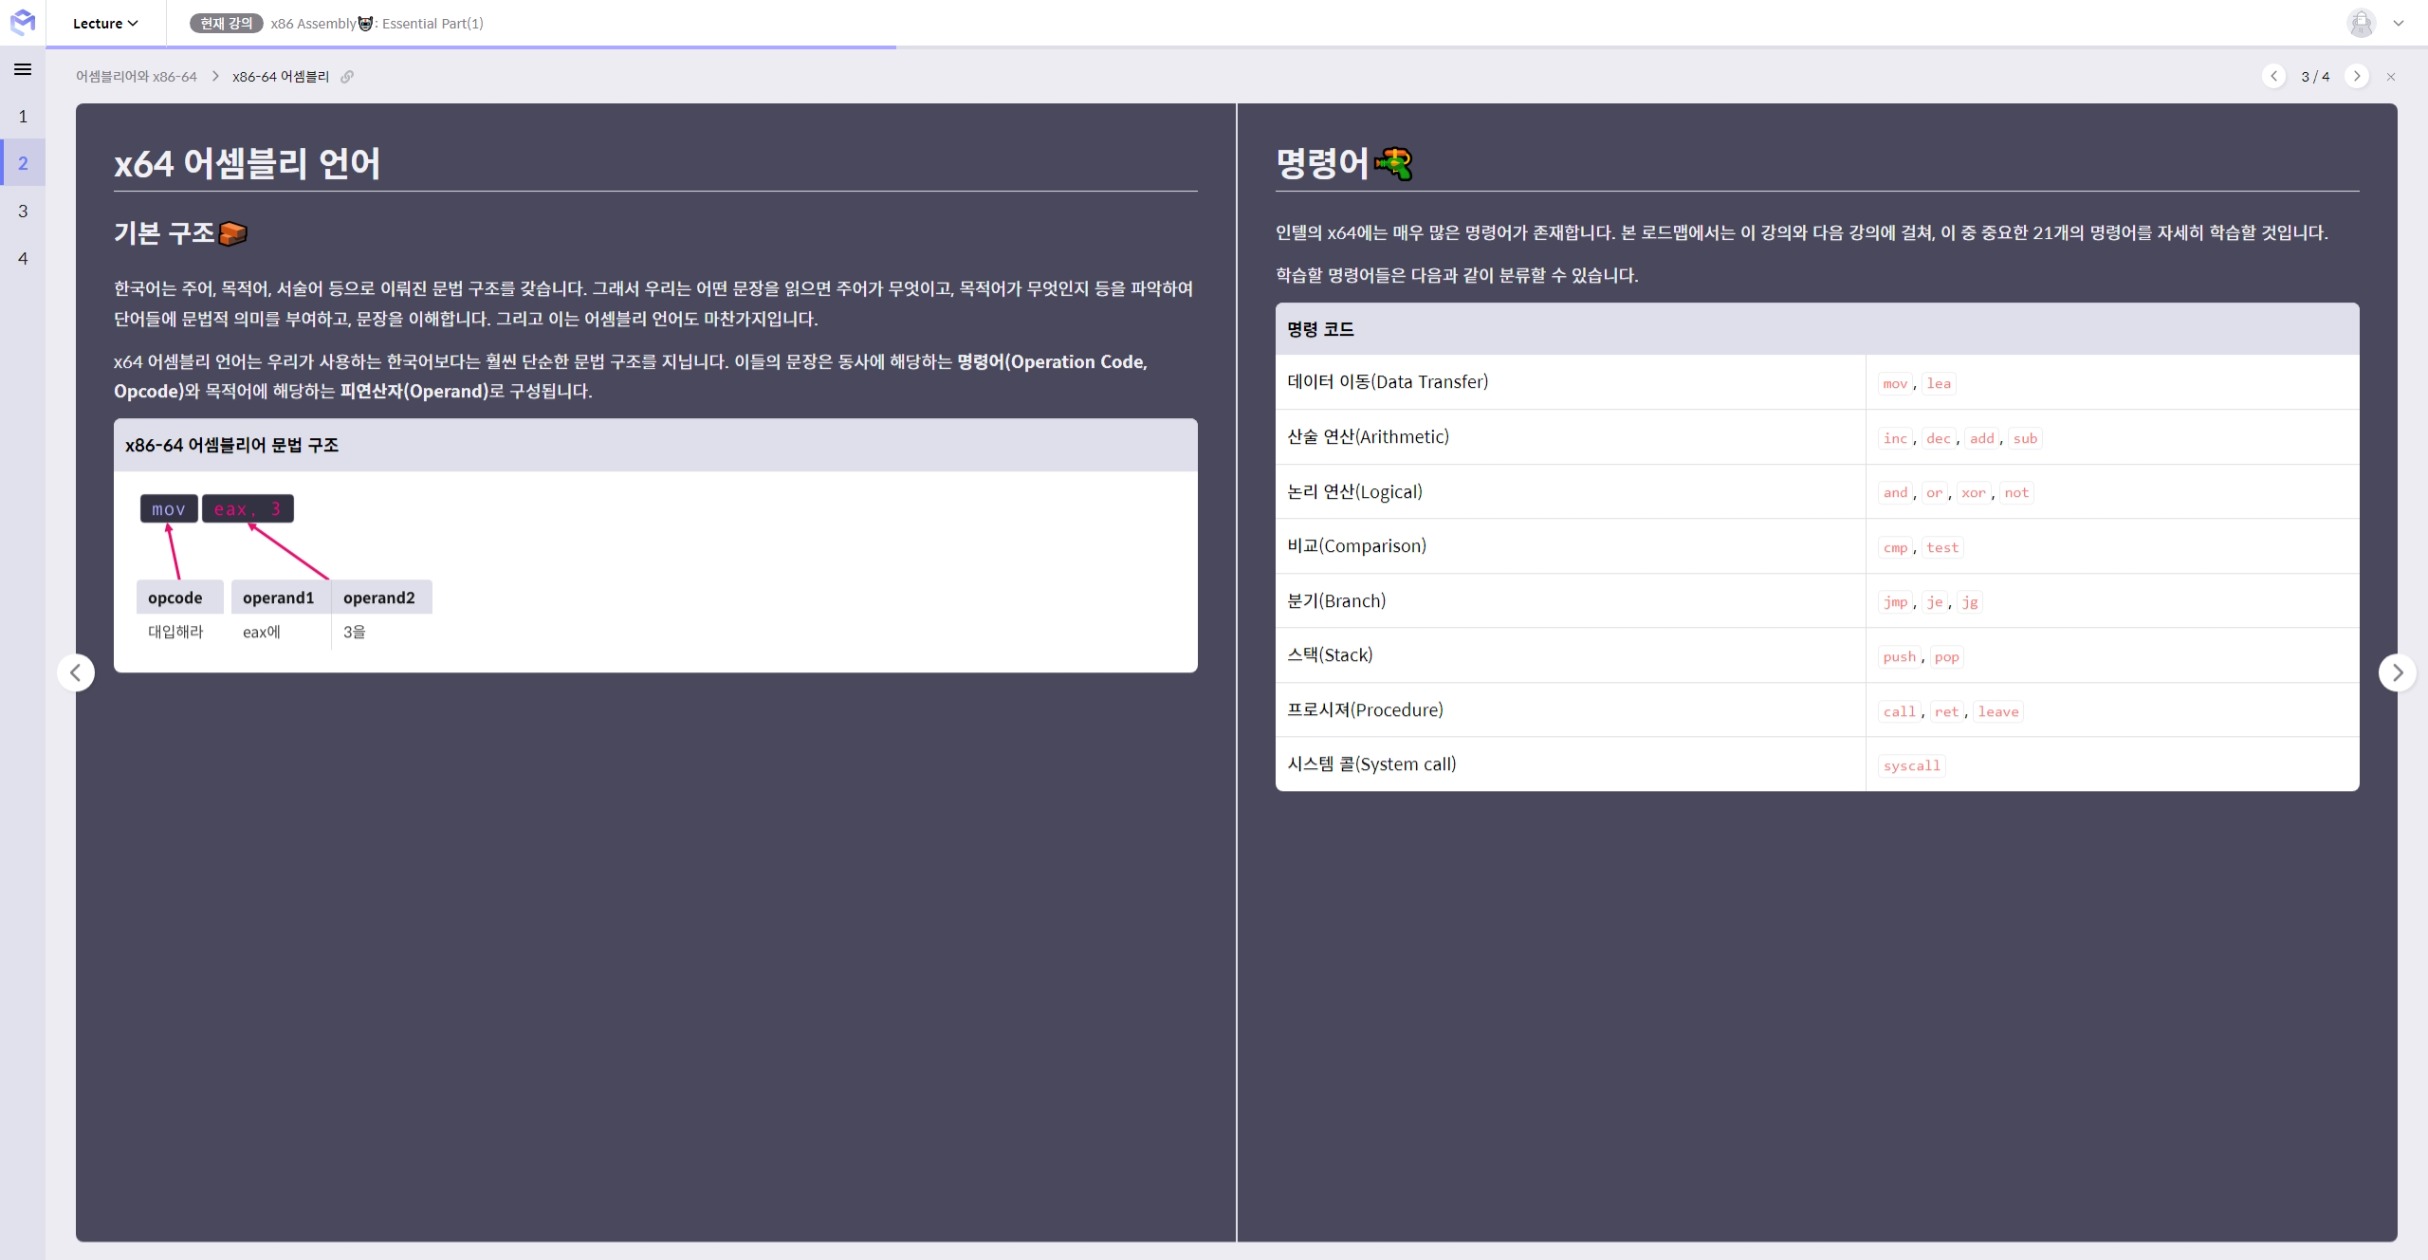 Lecture
현재 강의 x86 Assembly🐼: Essential Part(1)
어셈블리어와 x86-64 > x86-64 어셈블리
3 / 4
1
2
3
4
x64 어셈블리 언어
기본 구조🧱
한국어는 주어, 목적어, 서술어 등으로 이뤄진 문법 구조를 갖습니다. 그래서 우리는 어떤 문장을 읽으면 주어가 무엇이고, 목적어가 무엇인지 등을 파악하여
단어들에 문법적 의미를 부여하고, 문장을 이해합니다. 그리고 이는 어셈블리 언어도 마찬가지입니다.
x64 어셈블리 언어는 우리가 사용하는 한국어보다는 훨씬 단순한 문법 구조를 지닙니다. 이들의 문장은 동사에 해당하는 명령어(Operation Code,
Opcode)와 목적어에 해당하는 피연산자(Operand)로 구성됩니다.
x86-64 어셈블리어 문법 구조
mov eax, 3
opcode operand1 operand2
대입해라 eax에 3을
명령어🔫
인텔의 x64에는 매우 많은 명령어가 존재합니다. 본 로드맵에서는 이 강의와 다음 강의에 걸쳐, 이 중 중요한 21개의 명령어를 자세히 학습할 것입니다.
학습할 명령어들은 다음과 같이 분류할 수 있습니다.
명령 코드
데이터 이동(Data Transfer) mov, lea
산술 연산(Arithmetic) inc, dec, add, sub
논리 연산(Logical) and, or, xor, not
비교(Comparison) cmp, test
분기(Branch) jmp, je, jg
스택(Stack) push, pop
프로시져(Procedure) call, ret, leave
시스템 콜(System call) syscall